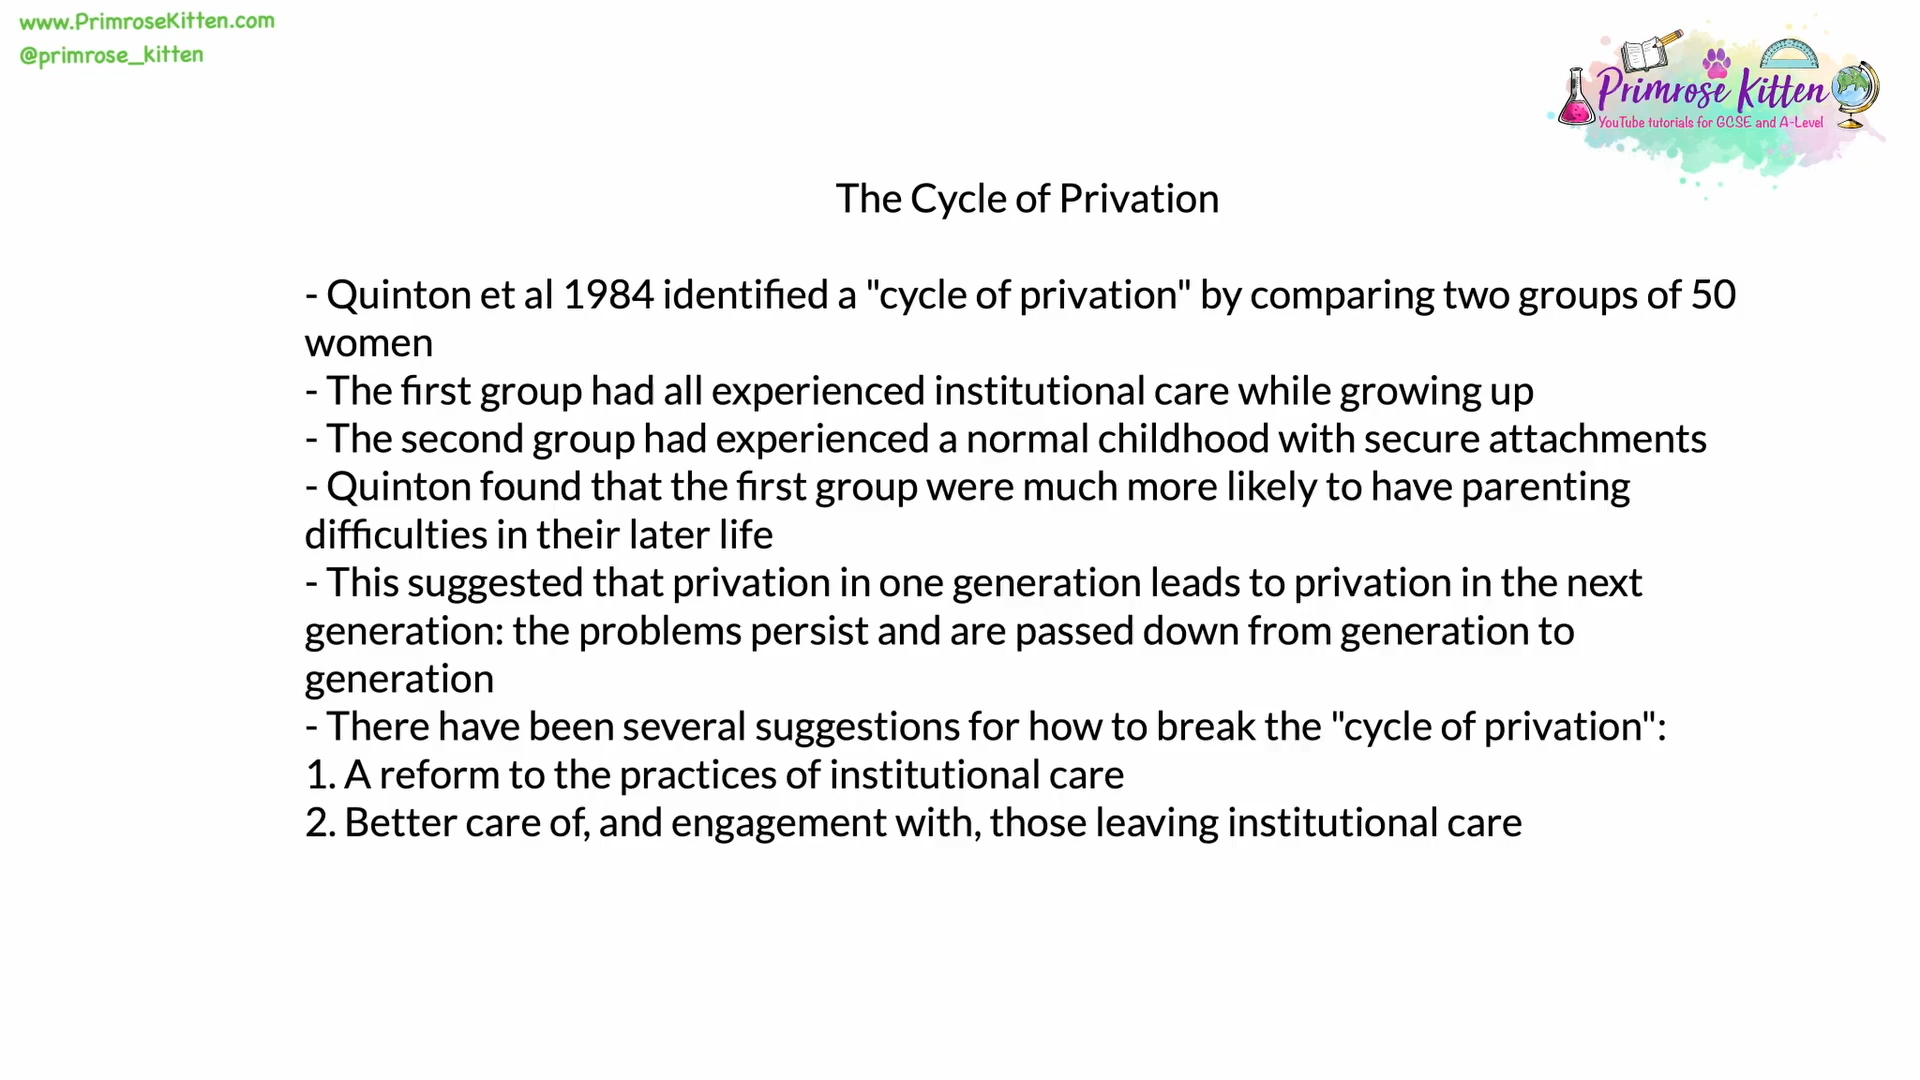 www.PrimroseKitten.com
@primrose_kitten
Primrose Kitten
YouTube tutorials for GCSE and A-Level
The Cycle of Privation
- Quinton et al 1984 identified a "cycle of privation" by comparing two groups of 50
women
- The first group had all experienced institutional care while growing up
- The second group had experienced a normal childhood with secure attachments
- Quinton found that the first group were much more likely to have parenting
difficulties in their later life
- This suggested that privation in one generation leads to privation in the next
generation: the problems persist and are passed down from generation to
generation
- There have been several suggestions for how to break the "cycle of privation":
1. A reform to the practices of institutional care
2. Better care of, and engagement with, those leaving institutional care